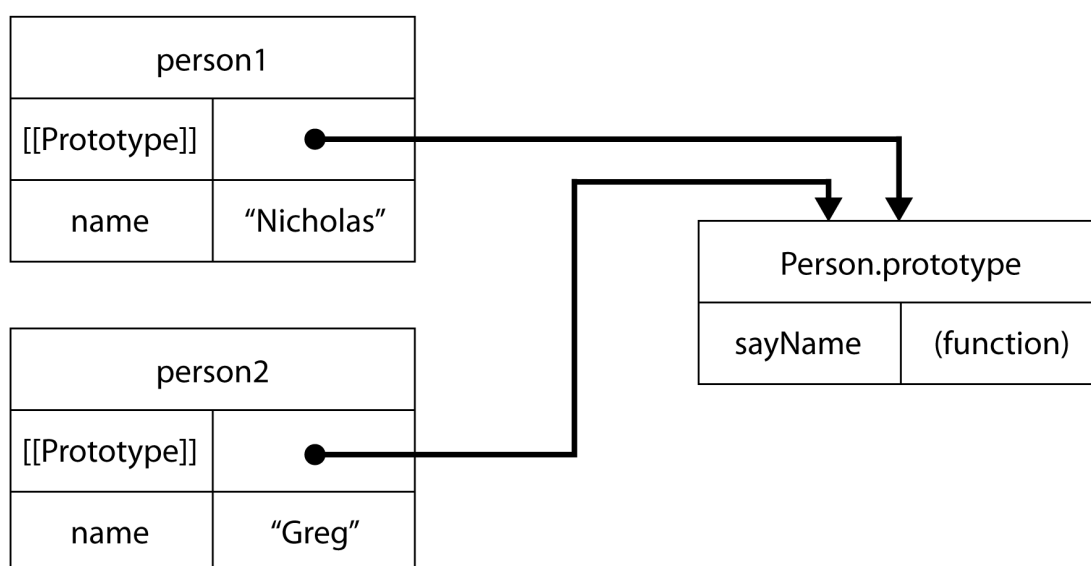 person1
[[Prototype]]
name “Nicholas”
Person.prototype
sayName (function)
person2
[[Prototype]]
name “Greg”